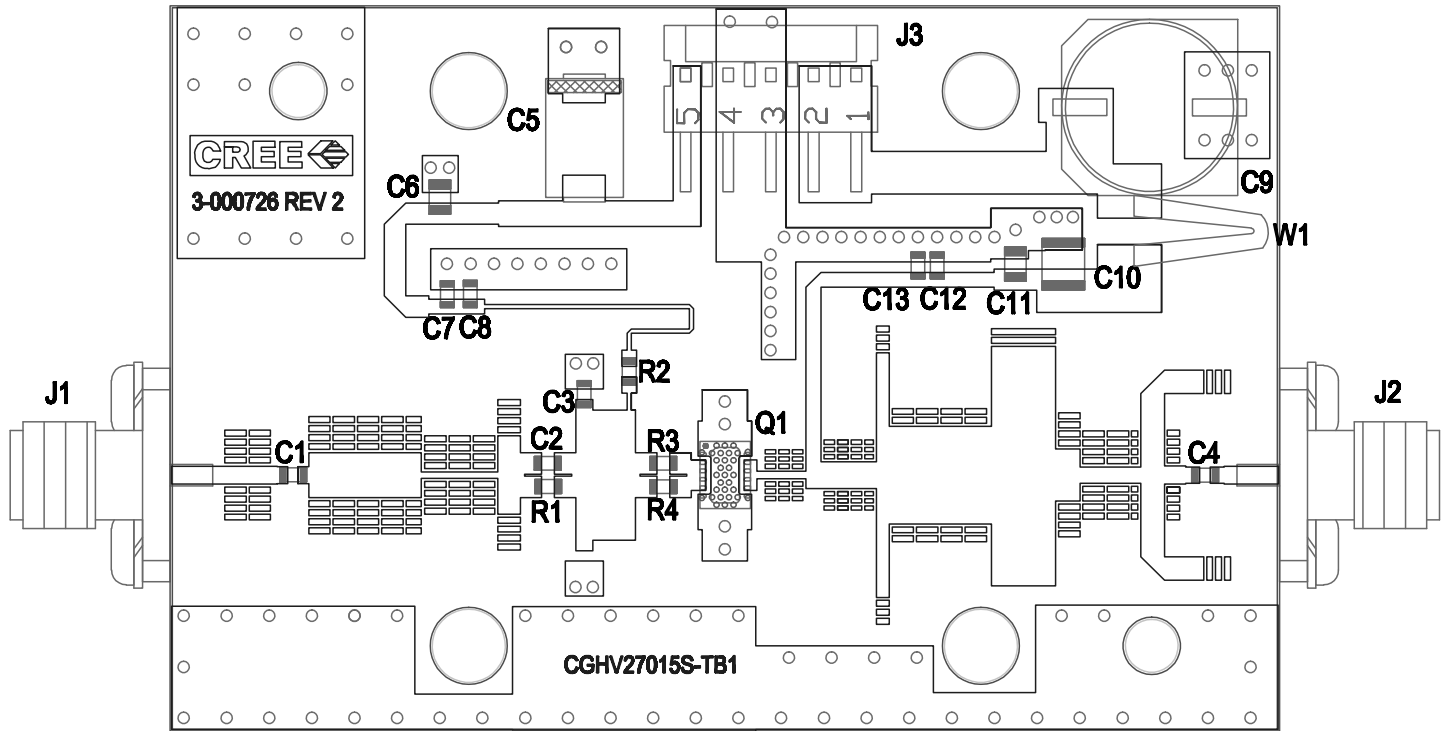 J3
5 4 3 2 1
C5
CREE
C6
C9
3-000726 REV 2
W1
C10
C13 C12 C11
C7 C8
R2
J1
C3
J2
Q1
C1
C2
R3
C4
R1
R4
CGHV27015S-TB1